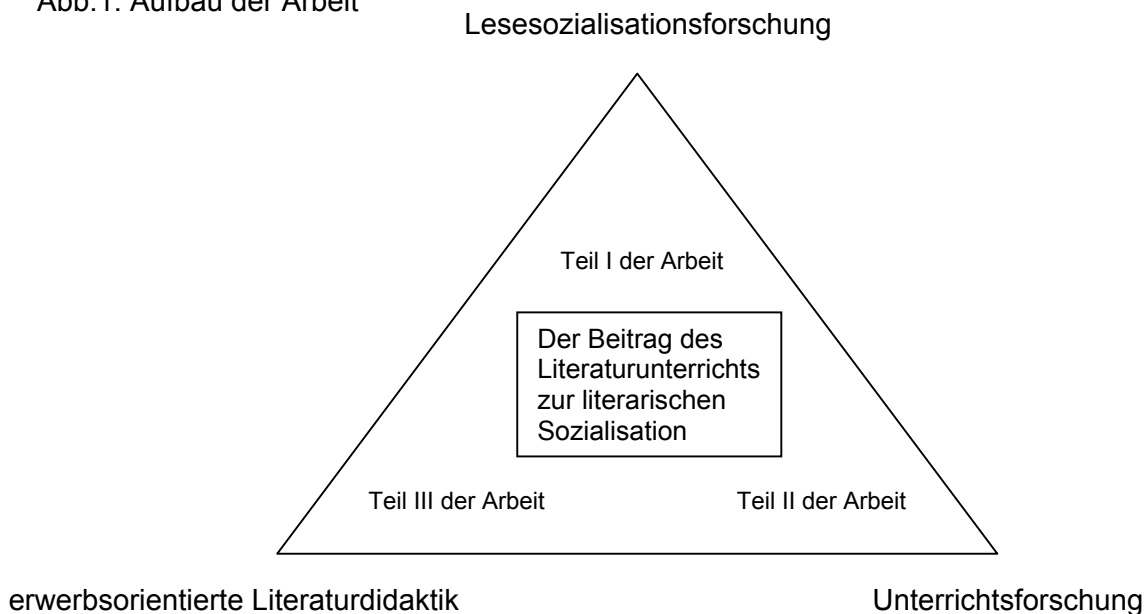 Abb.1: Aufbau der Arbeit
Lesesozialisationsforschung
Teil I der Arbeit
Der Beitrag des
Literaturunterrichts
zur literarischen
Sozialisation
Teil III der Arbeit
Teil II der Arbeit
erwerbsorientierte Literaturdidaktik
Unterrichtsforschung